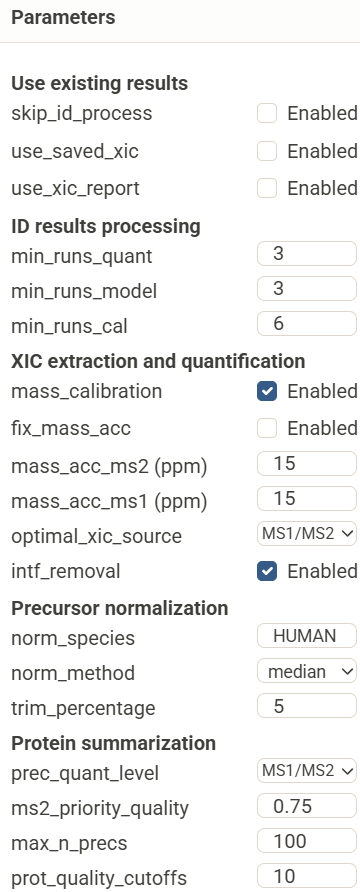 Parameters
Use existing results
skip_id_process Enabled
use_saved_xic Enabled
use_xic_report Enabled
ID results processing
min_runs_quant 3
min_runs_model 3
min_runs_cal 6
XIC extraction and quantification
mass_calibration Enabled
fix_mass_acc Enabled
mass_acc_ms2 (ppm) 15
mass_acc_ms1 (ppm) 15
optimal_xic_source MS1/MS2
intf_removal Enabled
Precursor normalization
norm_species HUMAN
norm_method median
trim_percentage 5
Protein summarization
prec_quant_level MS1/MS2
ms2_priority_quality 0.75
max_n_precs 100
prot_quality_cutoffs 10